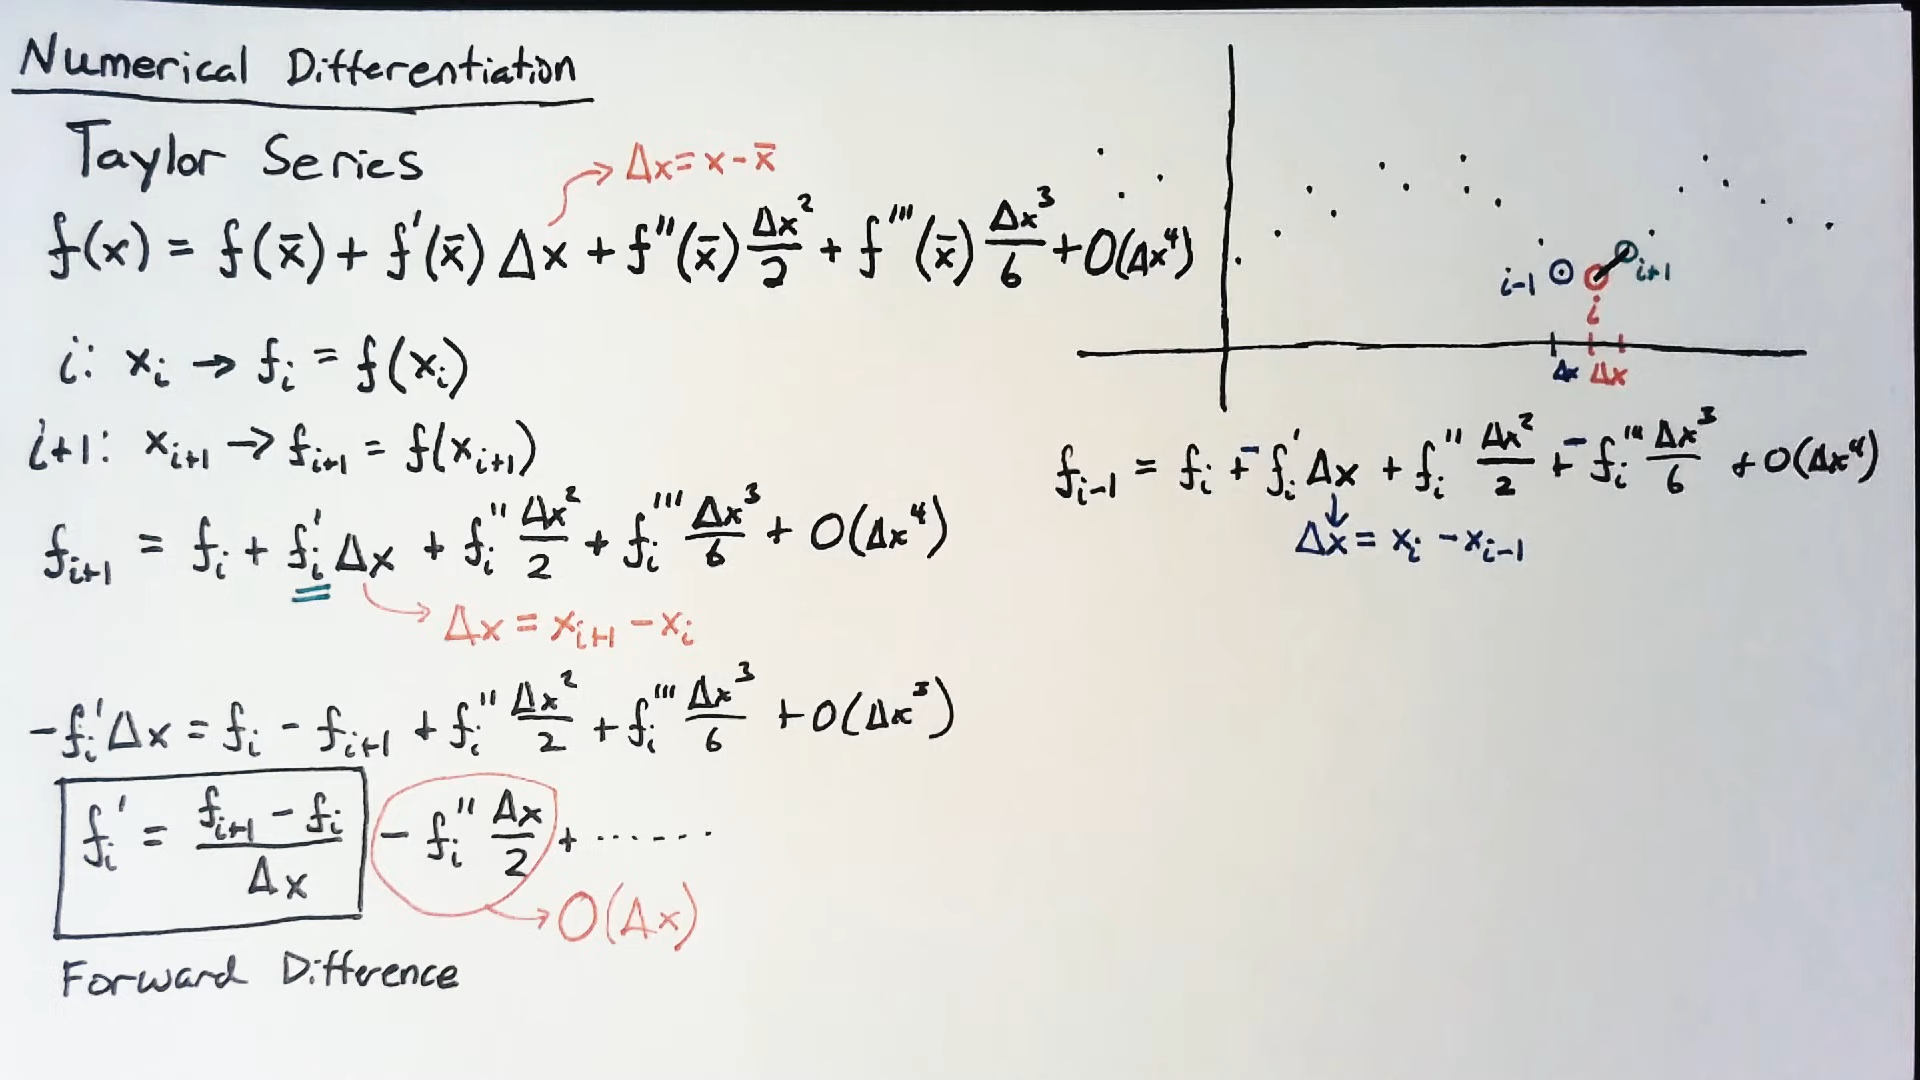 Numerical Differentiation
Taylor Series
Δx = x - x̄
f(x) = f(x̄) + f'(x̄) Δx + f''(x̄) Δx²/2 + f'''(x̄) Δx³/6 + O(Δx⁴)
i: xᵢ → fᵢ = f(xᵢ)
i+1: xᵢ₊₁ → fᵢ₊₁ = f(xᵢ₊₁)
fᵢ₊₁ = fᵢ + fᵢ' Δx + fᵢ'' Δx²/2 + fᵢ''' Δx³/6 + O(Δx⁴)
Δx = xᵢ₊₁ - xᵢ
-fᵢ'Δx = fᵢ - fᵢ₊₁ + fᵢ'' Δx²/2 + fᵢ''' Δx³/6 + O(Δx³)
fᵢ' = (fᵢ₊₁ - fᵢ)/Δx - fᵢ'' Δx/2 + ......
O(Δx)
Forward Difference
i-1 i i+1
Δx Δx
fᵢ₋₁ = fᵢ +- fᵢ' Δx + fᵢ'' Δx²/2 +- fᵢ''' Δx³/6 + O(Δx⁴)
Δx = xᵢ - xᵢ₋₁